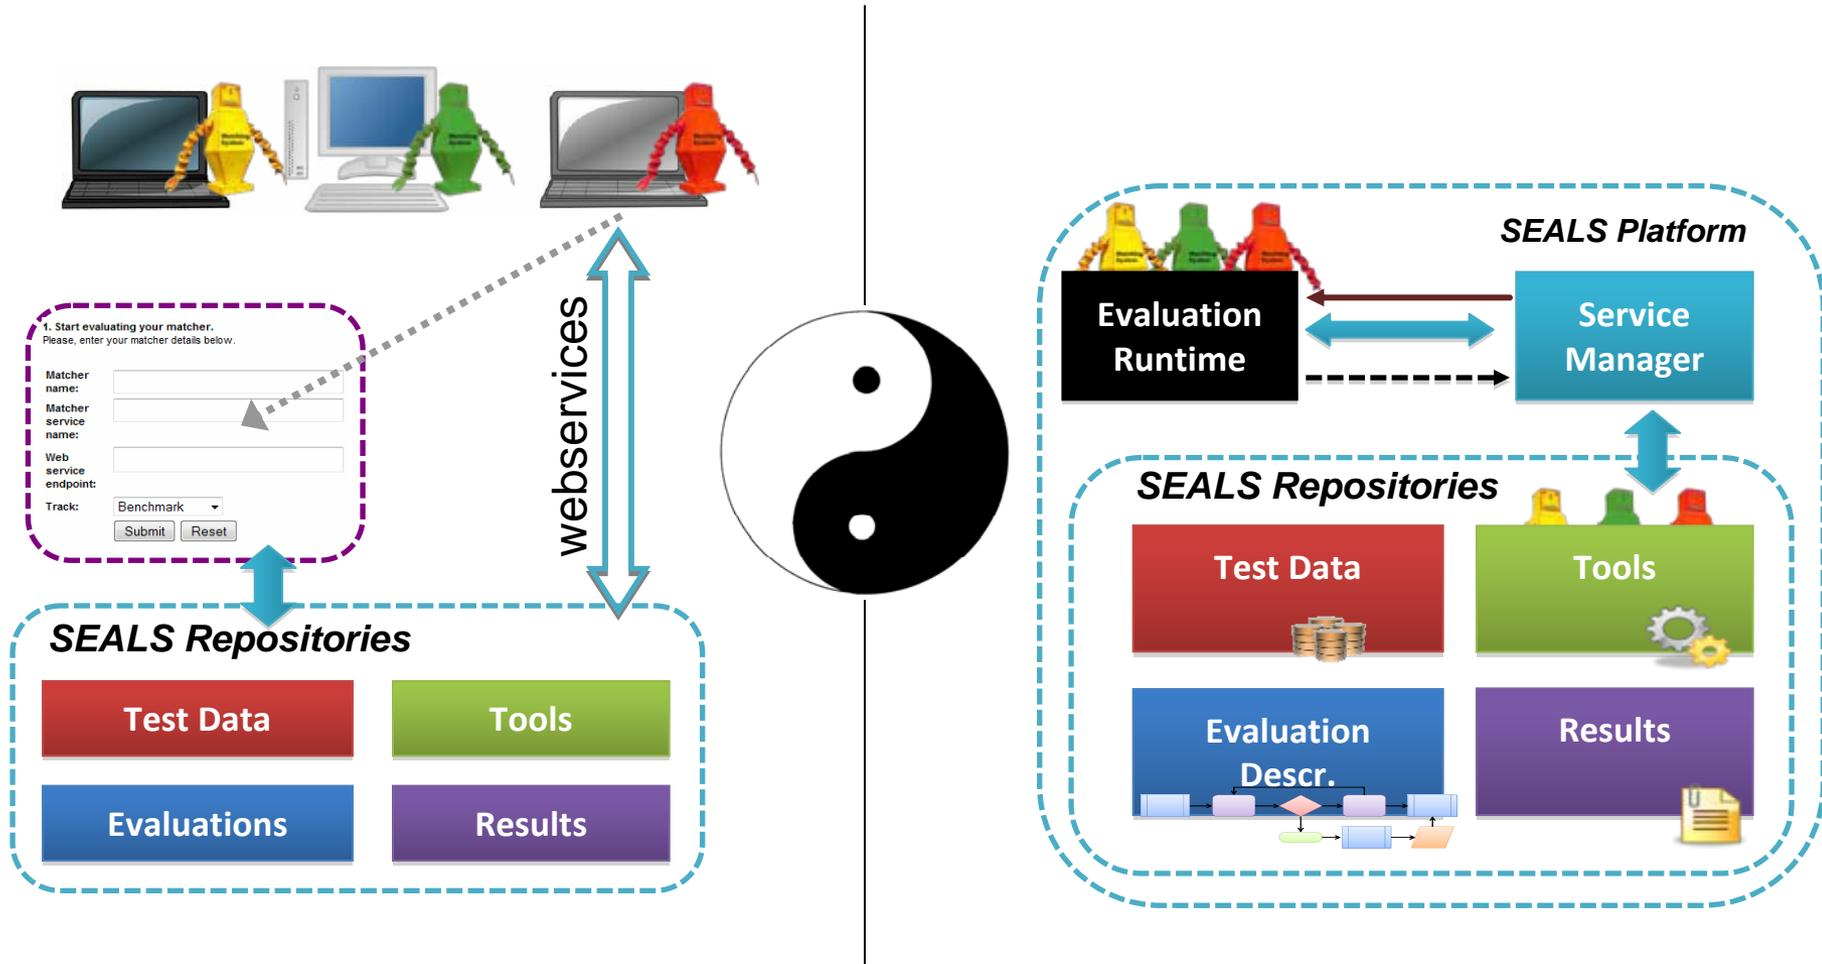 1. Start evaluating your matcher.
Please, enter your matcher details below.
Matcher
name:
Matcher
service
name:
Web
service
endpoint:
Track:
Benchmark
Submit
Reset
webservices
SEALS Repositories
Test Data
Tools
Evaluations
Results
SEALS Platform
Evaluation
Runtime
Service
Manager
SEALS Repositories
Test Data
Tools
Evaluation
Descr.
Results